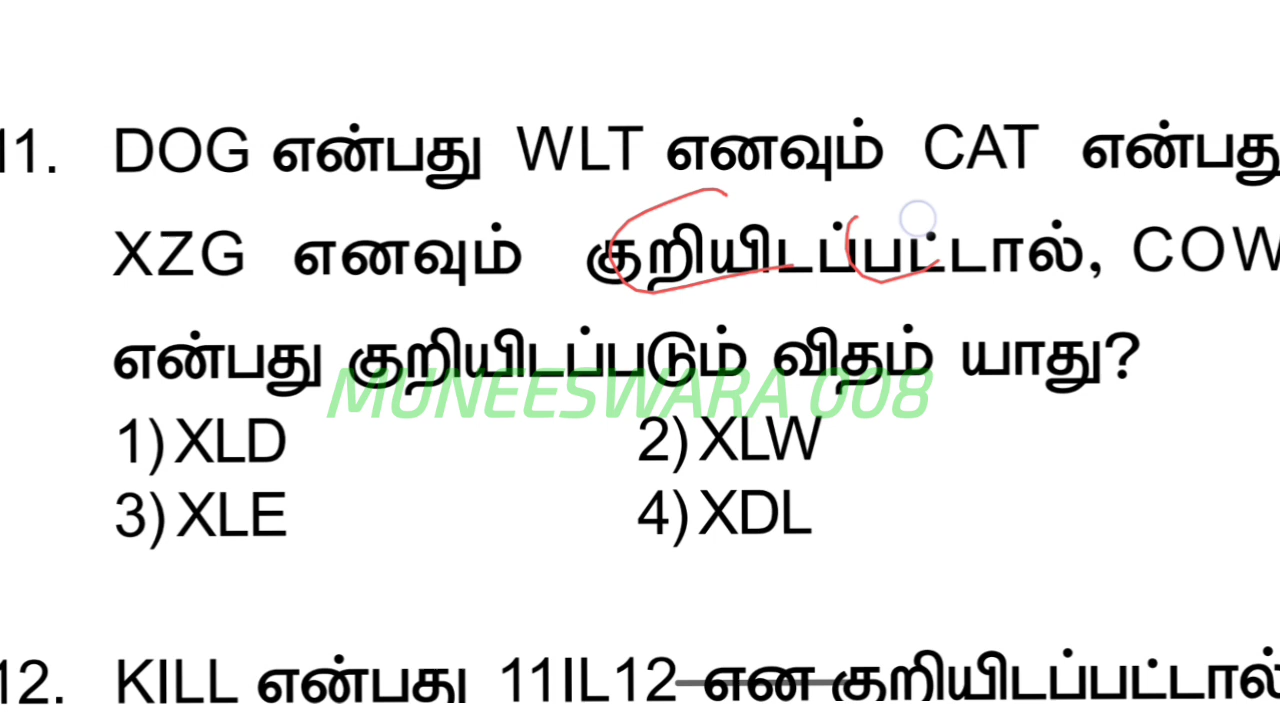 11. DOG என்பது WLT எனவும் CAT என்பது
XZG எனவும் குறியிடப்பட்டால், COW
என்பது குறியிடப்படும் விதம் யாது?
MUNEESWARA 008
1) XLD 2) XLW
3) XLE 4) XDL
12. KILL என்பது 11IL12 என குறியிடப்பட்டால்